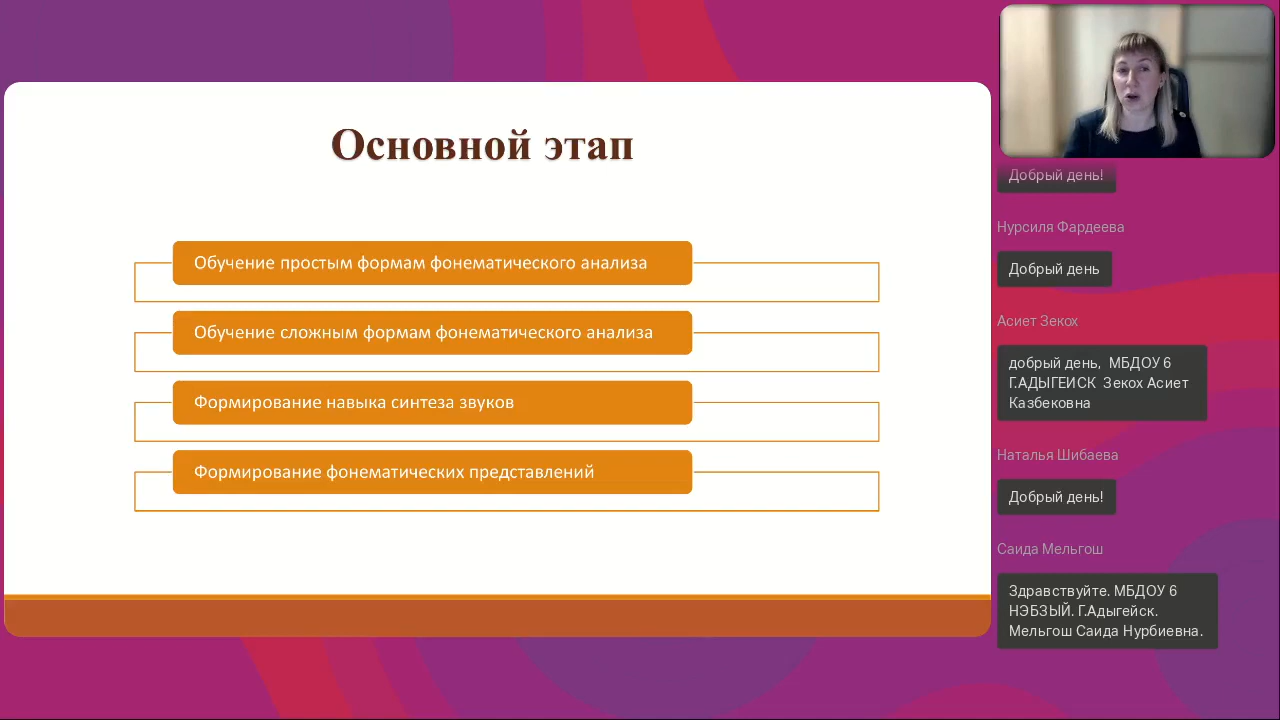 Основной этап
Обучение простым формам фонематического анализа
Обучение сложным формам фонематического анализа
Формирование навыка синтеза звуков
Формирование фонематических представлений
Добрый день!
Нурсиля Фардеева
Добрый день
Асиет Зекох
добрый день, МБДОУ 6
Г.АДЫГЕИСК Зекох Асиет
Казбековна
Наталья Шибаева
Добрый день!
Саида Мельгош
Здравствуйте. МБДОУ 6
НЭБЗЫЙ. Г.Адыгейск.
Мельгош Саида Нурбиевна.